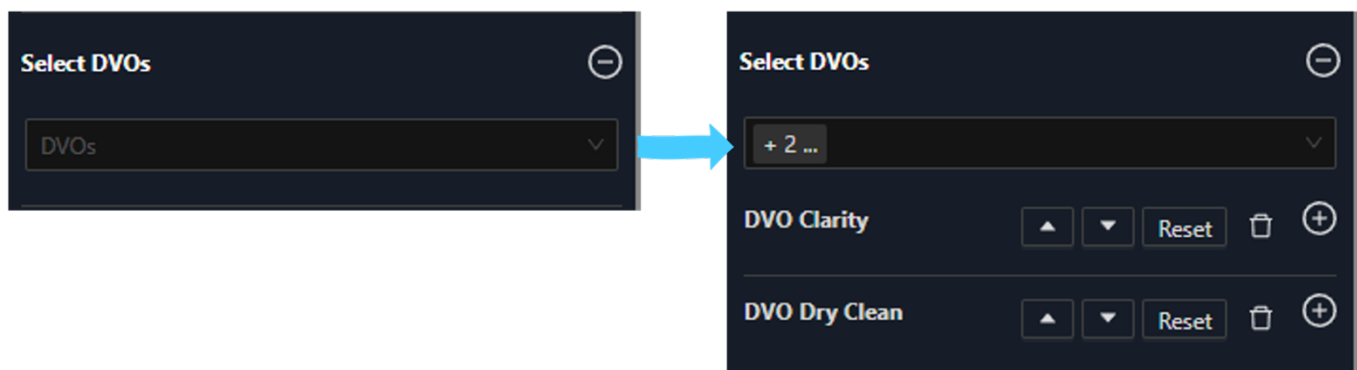 Select DVOs
DVOs
Select DVOs
+ 2 ...
DVO Clarity
Reset
DVO Dry Clean
Reset